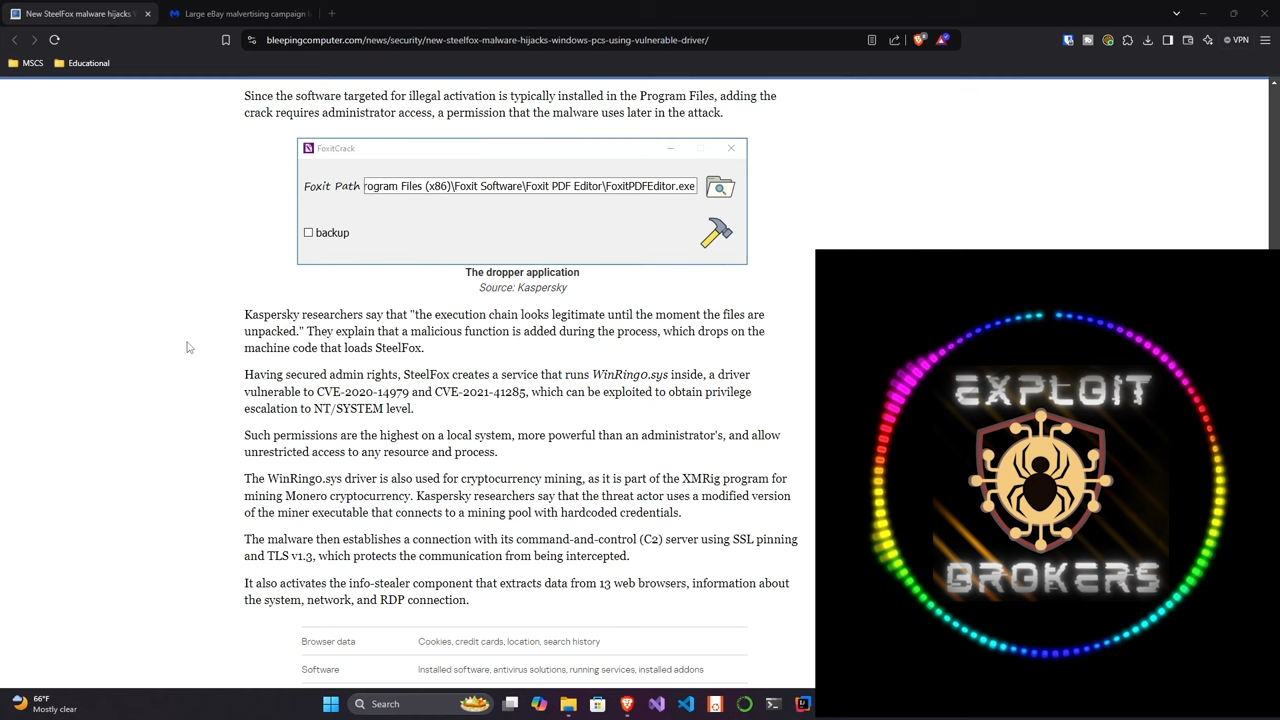 New SteelFox malware hijacks W
Large eBay malvertising campaign l
bleepingcomputer.com/news/security/new-steelfox-malware-hijacks-windows-pcs-using-vulnerable-driver/
VPN
MSCS
Educational
Since the software targeted for illegal activation is typically installed in the Program Files, adding the
crack requires administrator access, a permission that the malware uses later in the attack.
FoxitCrack
Foxit Path
rogram Files (x86)\Foxit Software\Foxit PDF Editor\FoxitPDFEditor.exe
backup
The dropper application
Source: Kaspersky
Kaspersky researchers say that "the execution chain looks legitimate until the moment the files are
unpacked." They explain that a malicious function is added during the process, which drops on the
machine code that loads SteelFox.
Having secured admin rights, SteelFox creates a service that runs WinRing0.sys inside, a driver
vulnerable to CVE-2020-14979 and CVE-2021-41285, which can be exploited to obtain privilege
escalation to NT/SYSTEM level.
Such permissions are the highest on a local system, more powerful than an administrator's, and allow
unrestricted access to any resource and process.
The WinRing0.sys driver is also used for cryptocurrency mining, as it is part of the XMRig program for
mining Monero cryptocurrency. Kaspersky researchers say that the threat actor uses a modified version
of the miner executable that connects to a mining pool with hardcoded credentials.
The malware then establishes a connection with its command-and-control (C2) server using SSL pinning
and TLS v1.3, which protects the communication from being intercepted.
It also activates the info-stealer component that extracts data from 13 web browsers, information about
the system, network, and RDP connection.
Browser data
Cookies, credit cards, location, search history
Software
Installed software, antivirus solutions, running services, installed addons
EXPLOIT
BROKERS
66°F
Mostly clear
Search